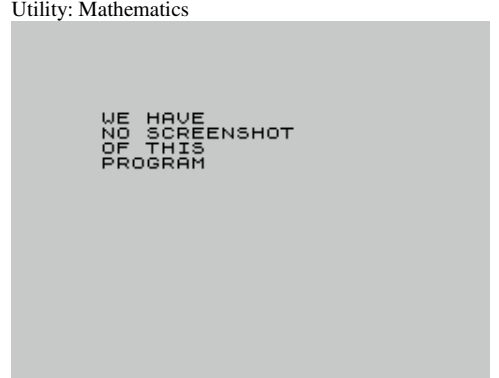 Utility: Mathematics
WE HAVE
NO SCREENSHOT
OF THIS
PROGRAM